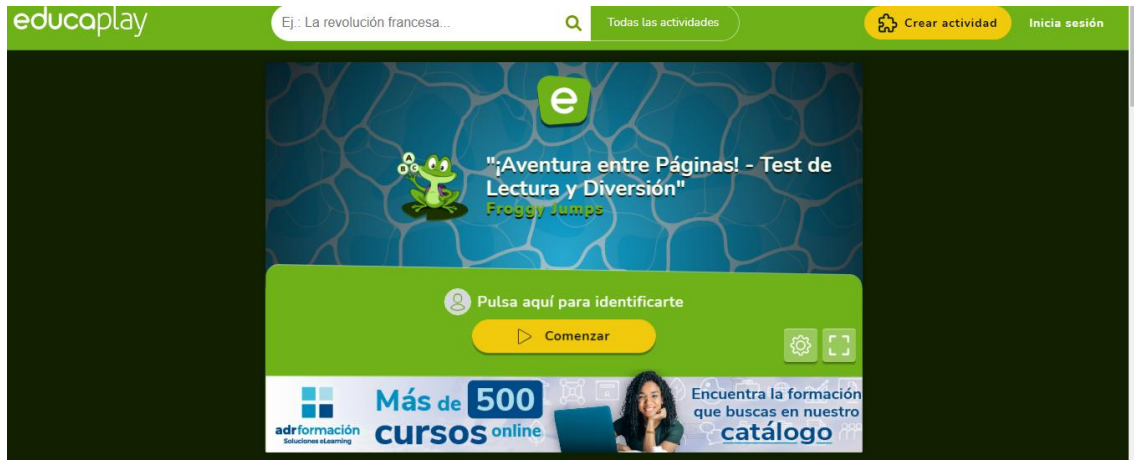 educaplay
Ej.: La revolución francesa...
Todas las actividades
Crear actividad
Inicia sesión
e
A
B C
"¡Aventura entre Páginas! - Test de
Lectura y Diversión"
Froggy Jumps
Pulsa aquí para identificarte
Comenzar
adrformación
Soluciones eLearning
Más de 500
cursos online
Encuentra la formación
que buscas en nuestro
catálogo